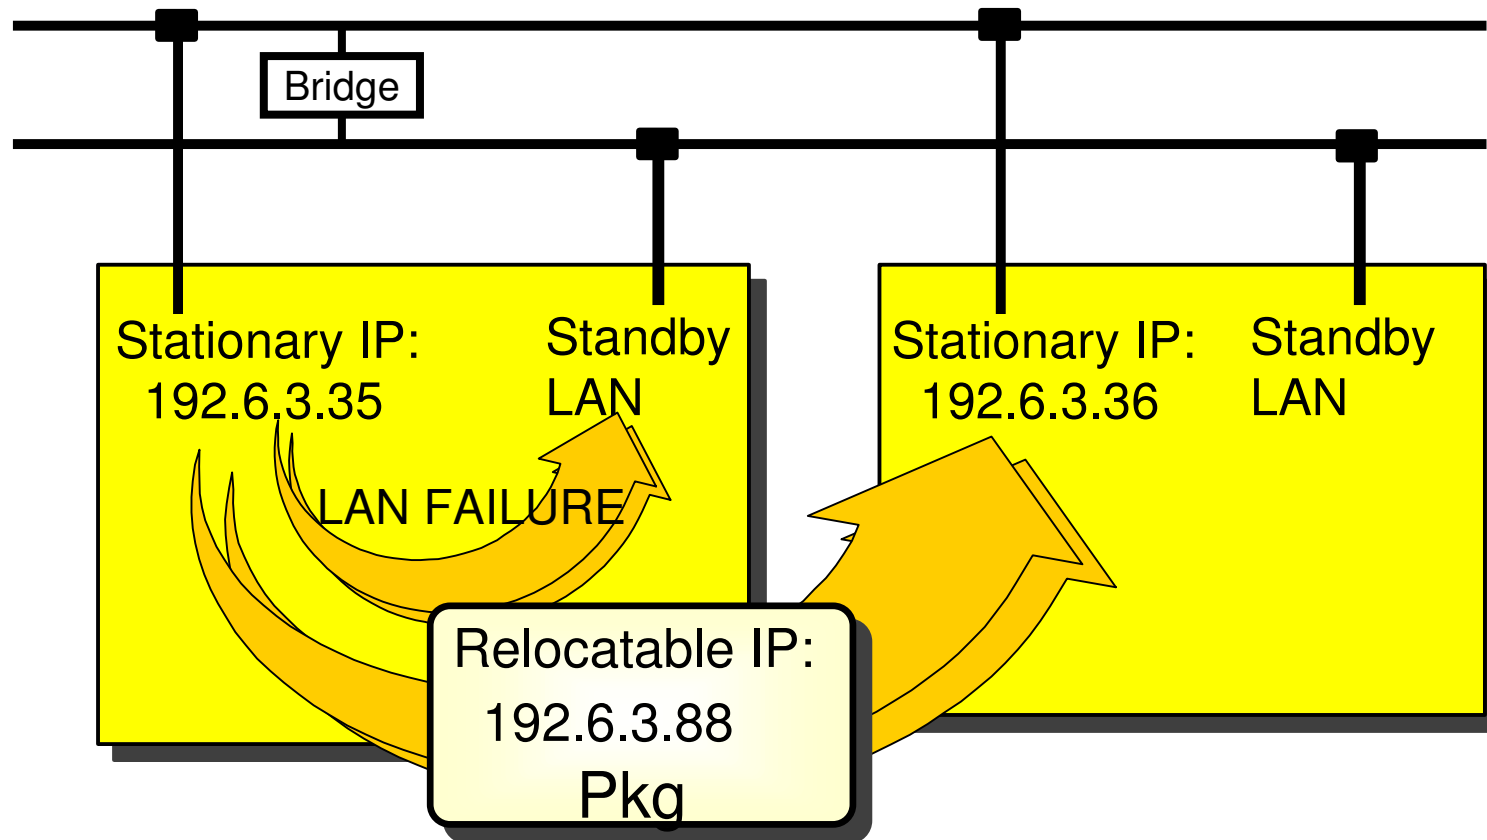 Bridge
Stationary IP:
192.6.3.35
Standby
LAN
Stationary IP:
192.6.3.36
Standby
LAN
LAN FAILURE
Relocatable IP:
192.6.3.88
Pkg